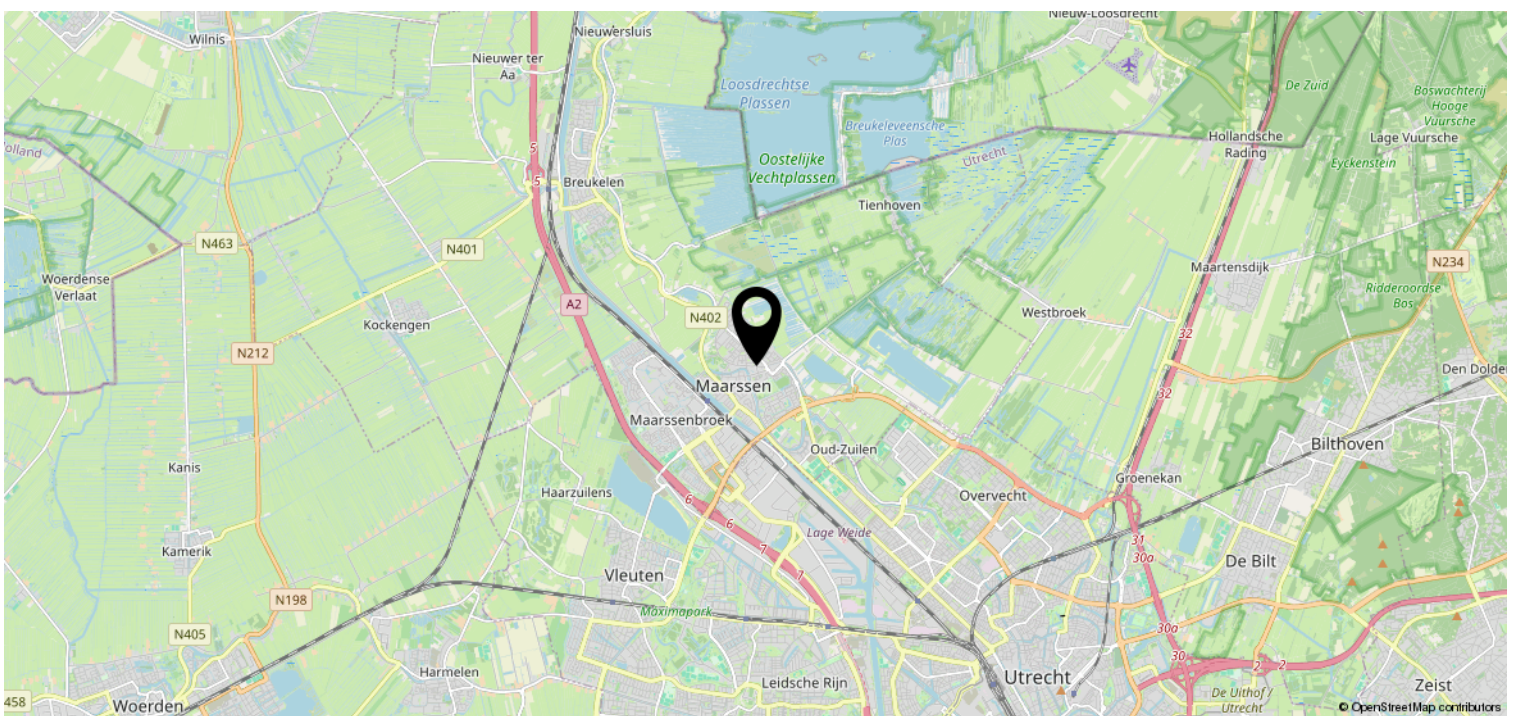 Nieuw-Loosdrecht
Wilnis
Nieuwersluis
Nieuwer ter
Aa
Loosdrechtse
Plassen
De Zuid
Boswachterij
Hooge
Vuursche
Breukeleveensche
Plas
Hollandsche
Rading
Lage Vuursche
olland
5
Utrecht
Oostelijke
Vechtplassen
Eyckenstein
5
Breukelen
Tienhoven
N463
N401
Woerdense
Verlaat
Maartensdijk
N234
Ridderoordse
Bos
A2
N402
Kockengen
Westbroek
32
N212
Maarssen
Den Dolde
32
Maarssenbroek
Oud-Zuilen
Bilthoven
Kanis
Groenekan
Haarzuilens
Overvecht
6
6
Lage Weide
Kamerik
7
31
30a
De Bilt
Vleuten
7
N198
Maximapark
N405
30a
Harmelen
30
2
2
Utrecht
Leidsche Rijn
Zeist
De Uithof /
Utrecht
458
Woerden
© OpenStreetMap contributors